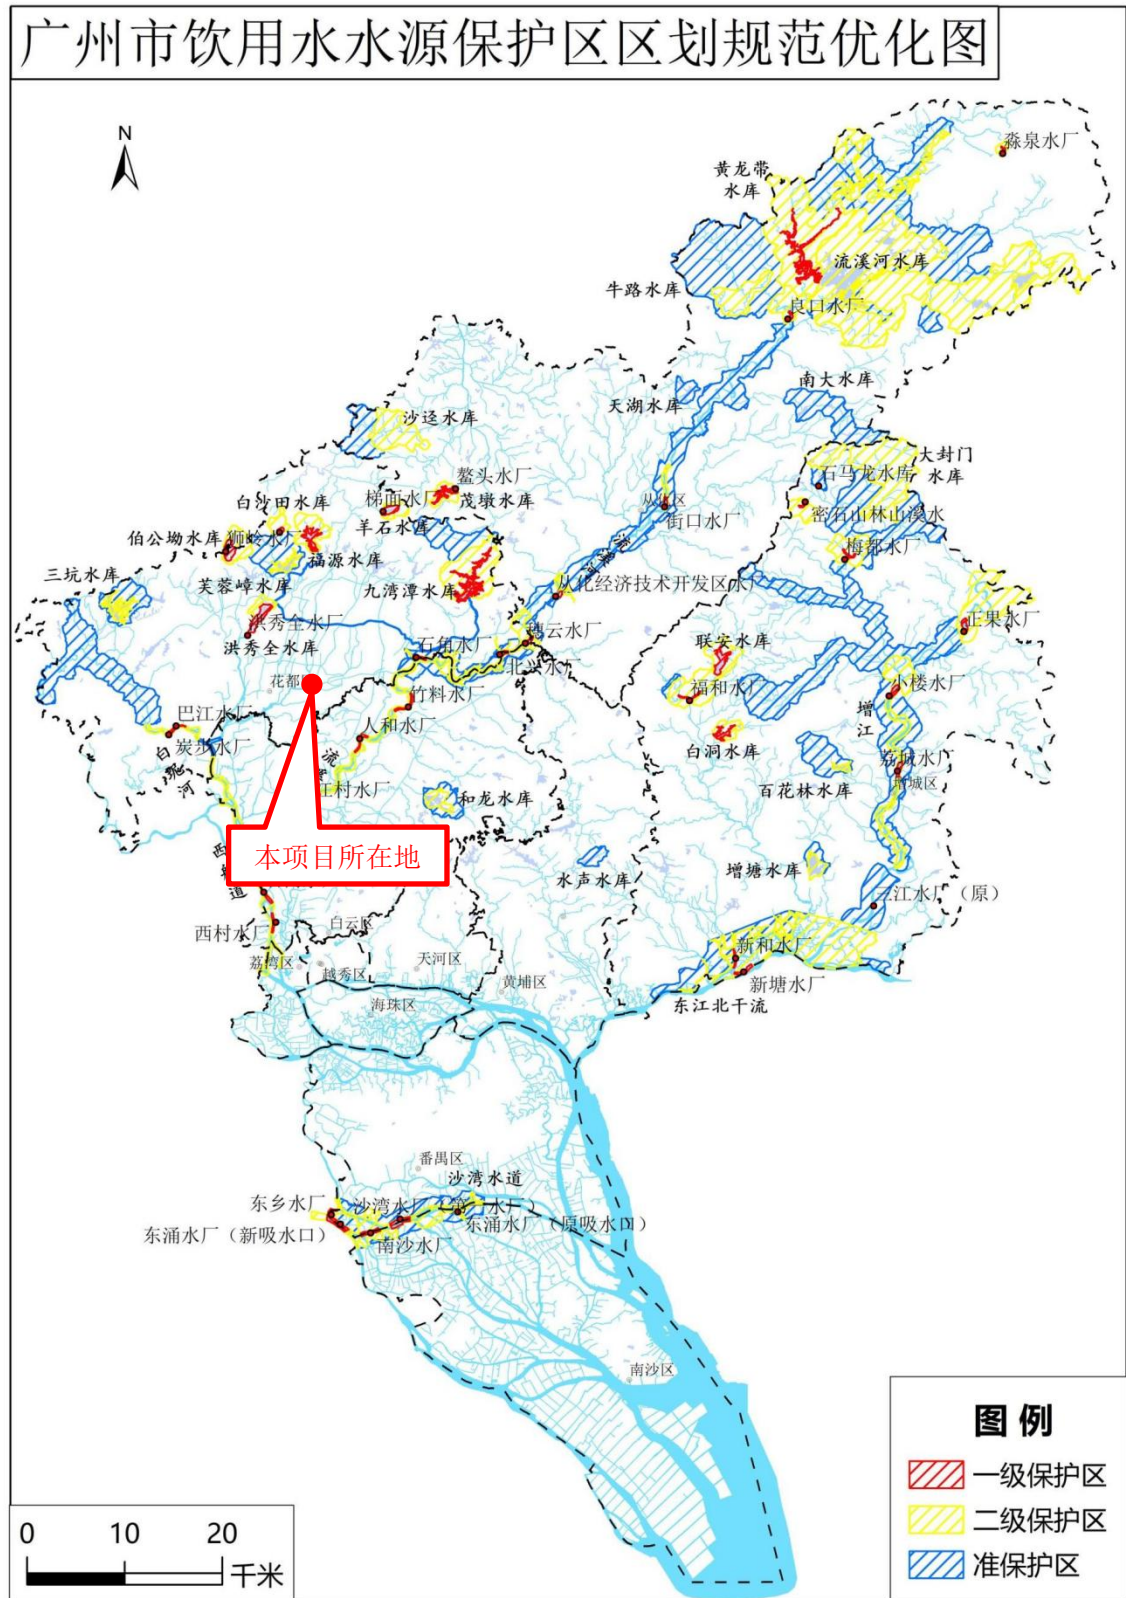 广州市饮用水水源保护区区划规范优化图
N
淼泉水厂
黄龙带
水库
流溪河水库
牛路水库
良口水厂
南大水库
天湖水库
沙迳水库
大封门
水库
石马龙水库
鳌头水厂
梯面水厂
茂墩水库
从化区
街口水厂
密石山林山溪水
白沙田水库
羊石水库
伯公坳水库
狮岭水厂
流溪河
梅都水厂
福源水库
三坑水库
芙蓉嶂水库
九湾潭水库
从化经济技术开发区水厂
洪秀全水厂
穗云水厂
正果水厂
洪秀全水库
石角水厂
北兴水厂
联安水库
花都区
福和水厂
小楼水厂
竹料水厂
增江
巴江水厂
人和水厂
炭步水厂
白坭河
白洞水库
荔城水厂
增城区
江村水厂
和龙水库
百花林水库
本项目所在地
水声水库
增塘水库
三江水厂（原）
西村水厂
白云区
新和水厂
荔湾区
越秀区
天河区
新塘水厂
黄埔区
海珠区
东江北干流
番禺区
沙湾水道
东乡水厂
东涌水厂（新吸水口）
东涌水厂（原吸水口）
南沙水厂
南沙区
图 例
一级保护区
二级保护区
准保护区
0 10 20
千米